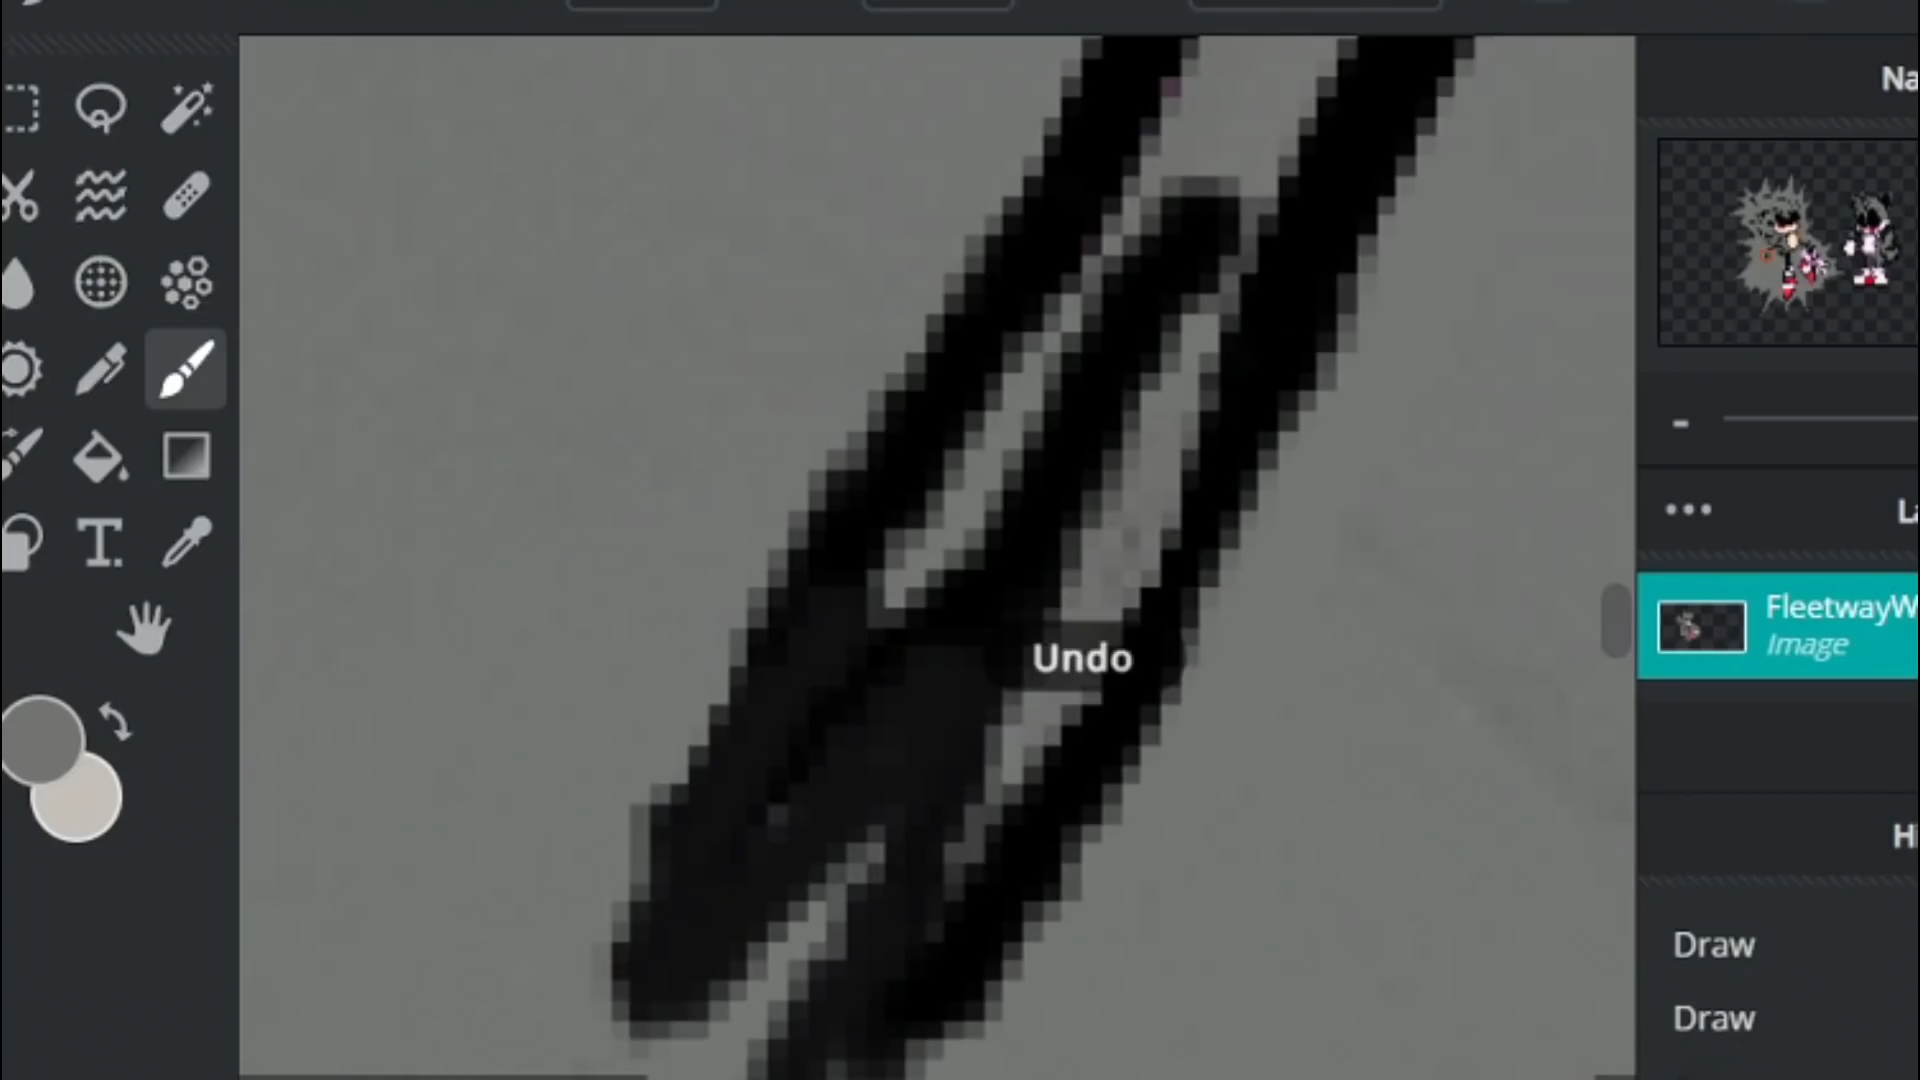 Na
La
FleetwayW
Image
Undo
Hi
Draw
Draw
T.